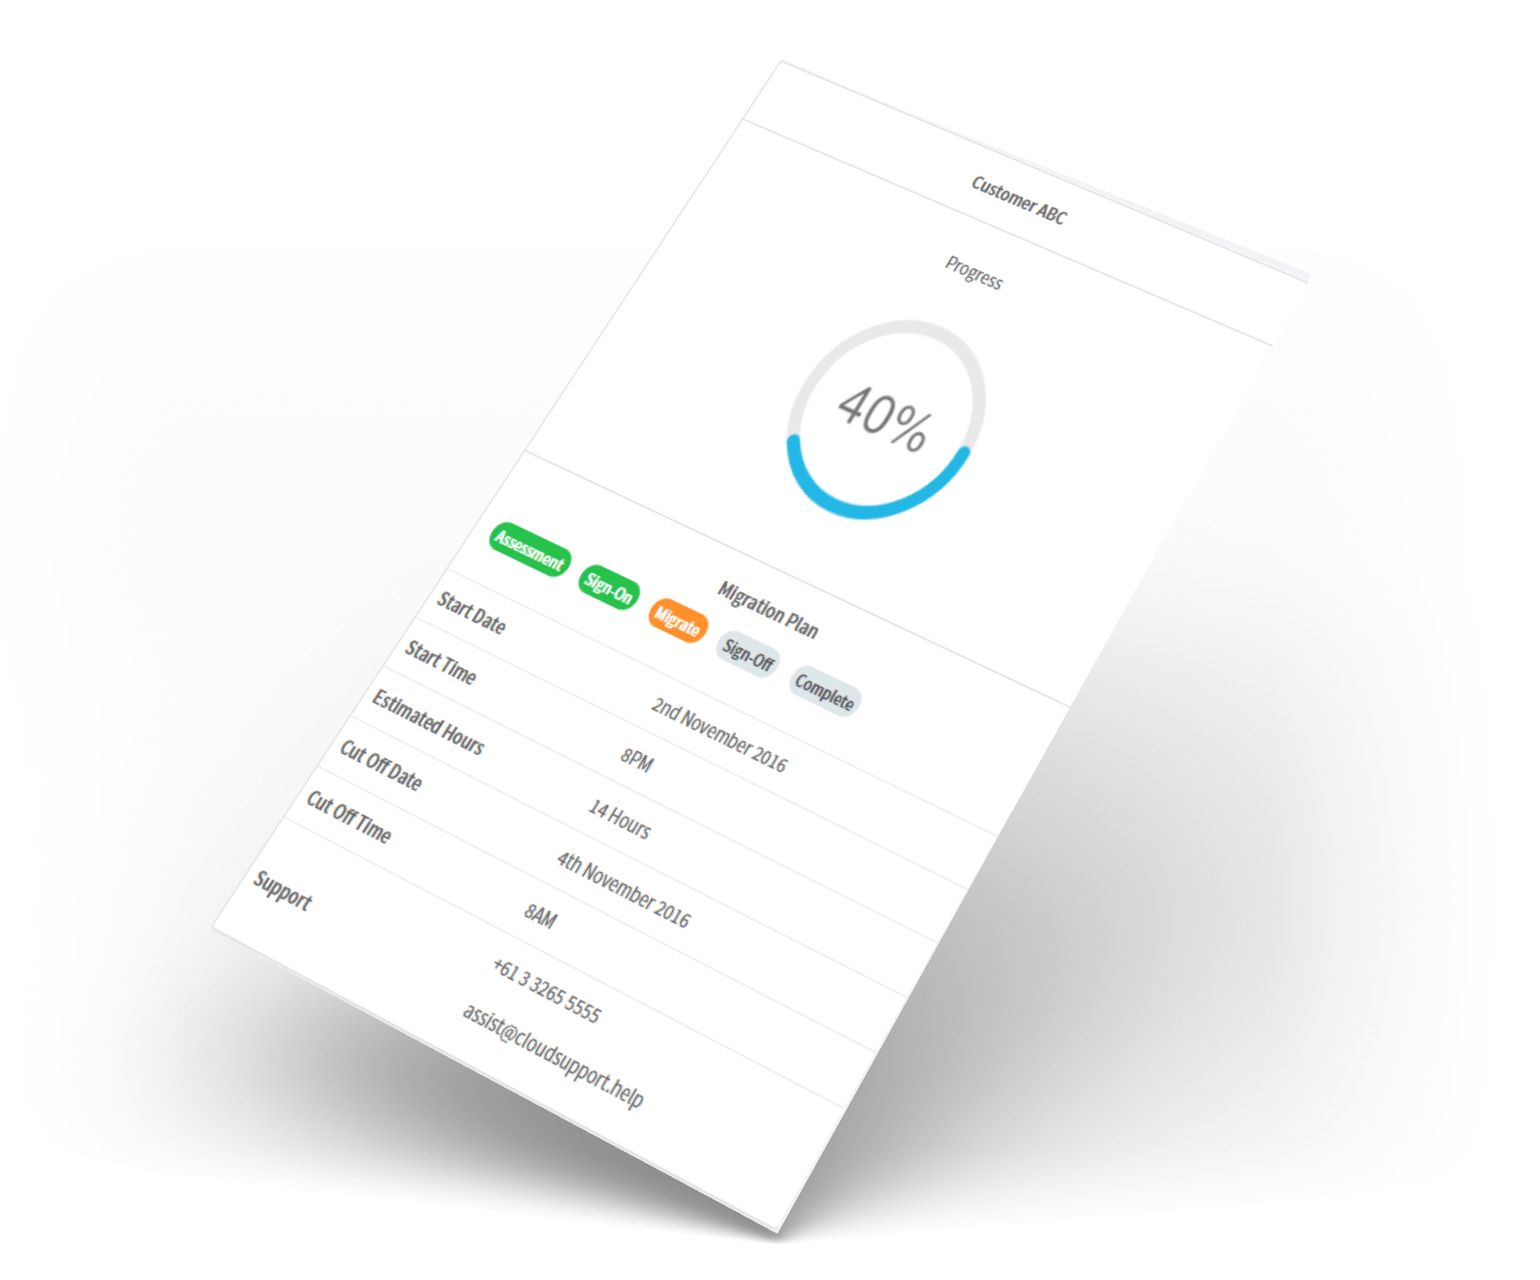 Customer ABC
Progress
40%
Migration Plan
Assessment Sign-On Migrate Sign-Off Complete
Start Date 2nd November 2016
Start Time 8PM
Estimated Hours 14 Hours
Cut Off Date 4th November 2016
Cut Off Time 8AM
Support +61 3 3265 5555
assist@cloudsupport.help